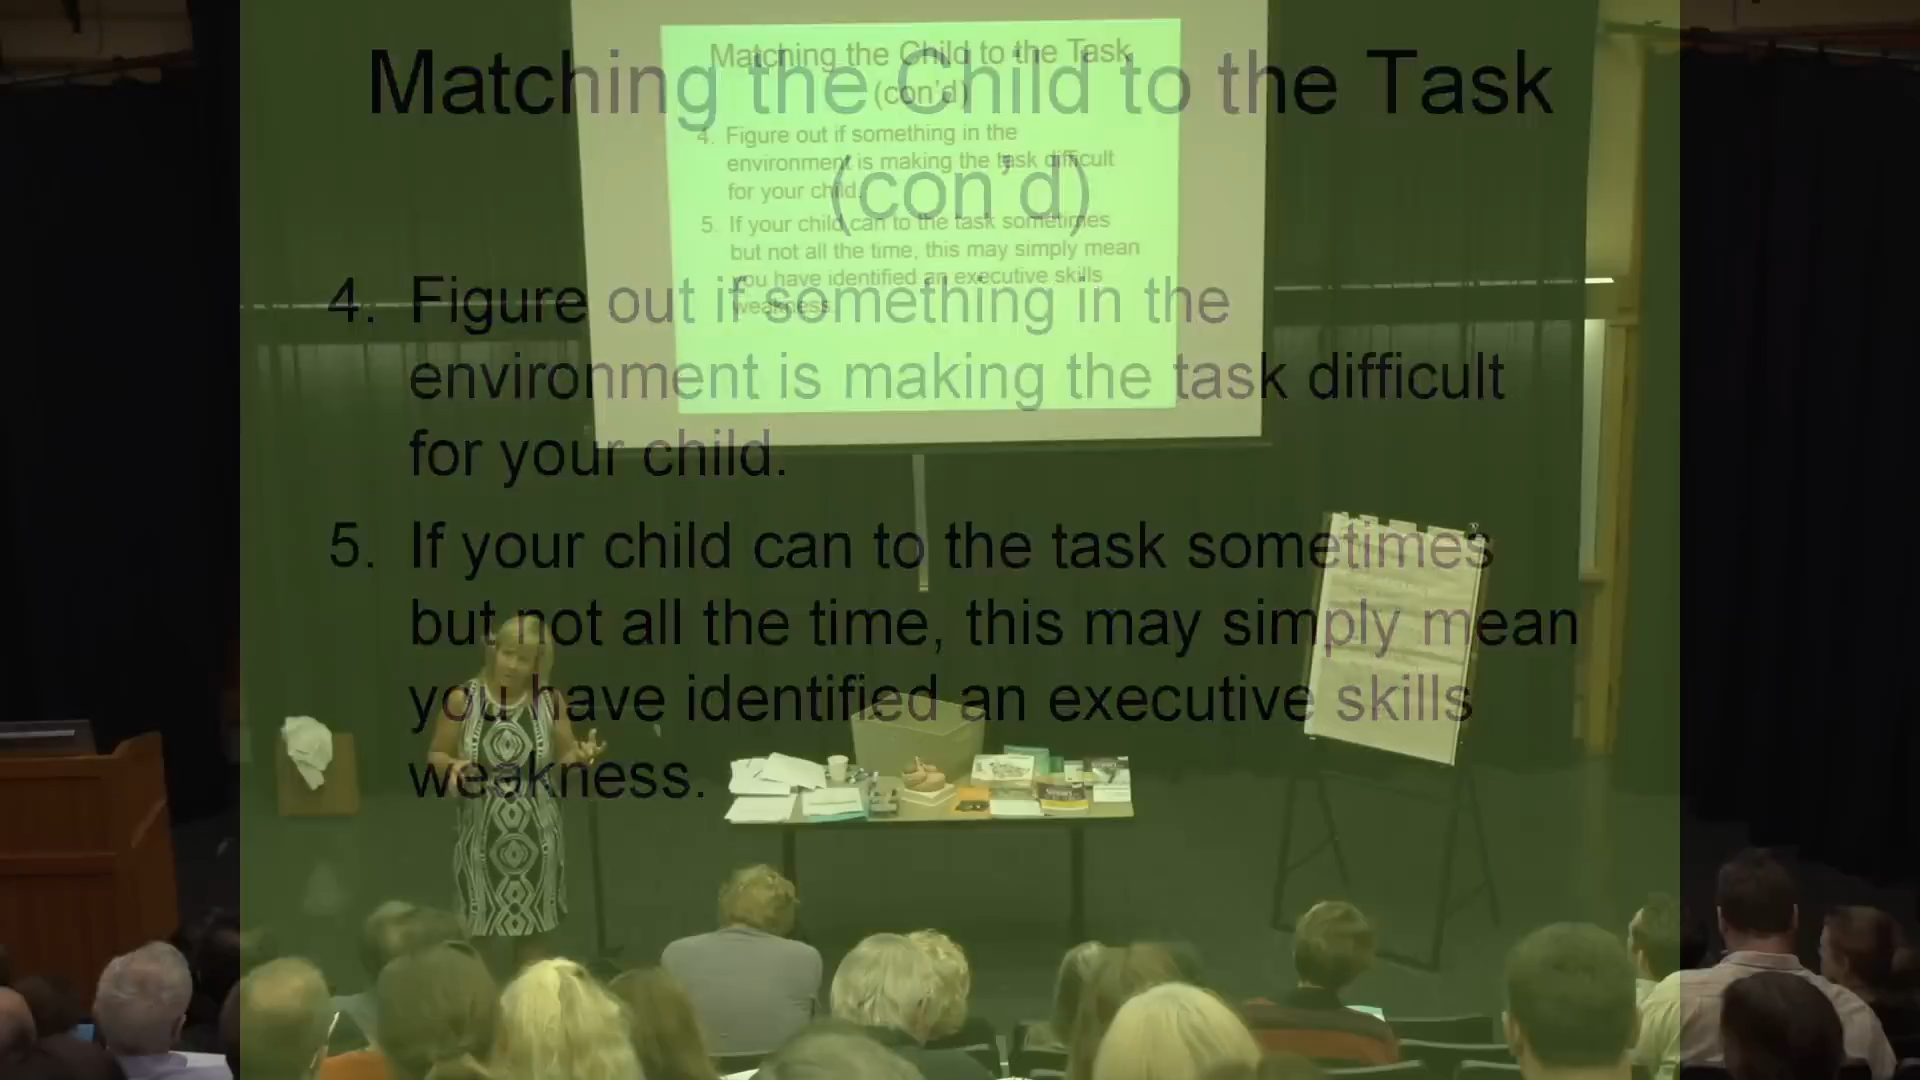 Matching the Child to the Task
(con'd)
4. Figure out if something in the
environment is making the task difficult
for your child.
5. If your child can to the task sometimes
but not all the time, this may simply mean
you have identified an executive skills
weakness.
Matching the Child to the Task
(con'd)
4. Figure out if something in the
environment is making the task difficult
for your child.
5. If your child can to the task sometimes
but not all the time, this may simply mean
you have identified an executive skills
weakness.